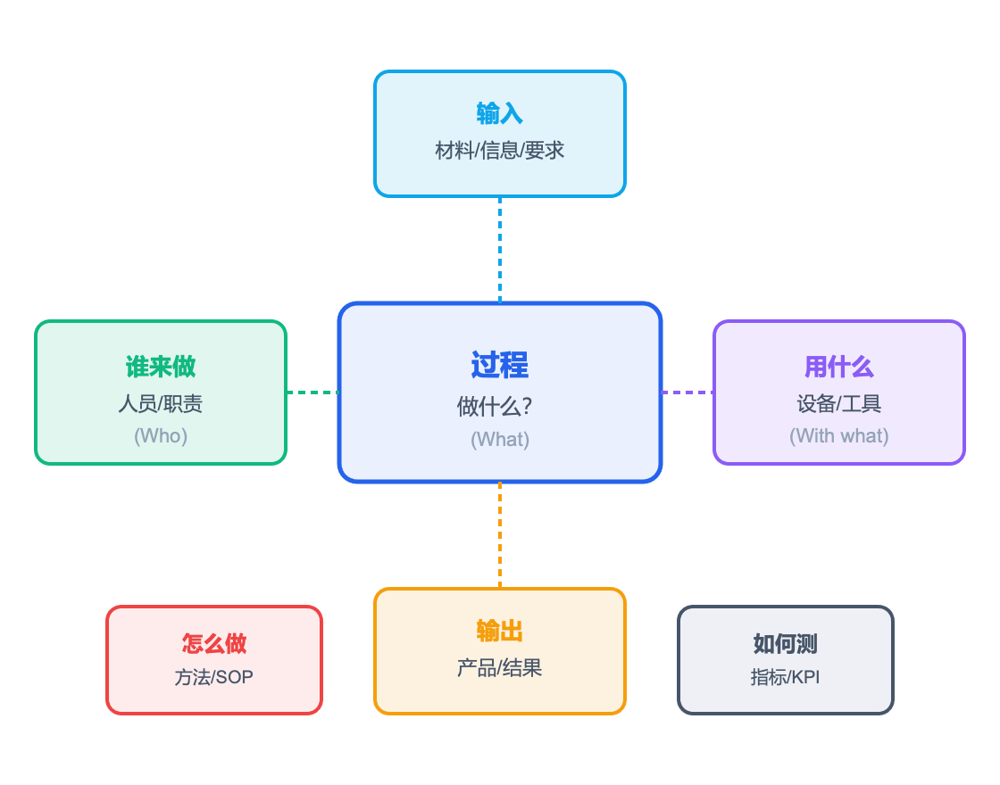 输入
材料/信息/要求
谁来做
人员/职责
(Who)
过程
做什么?
(What)
用什么
设备/工具
(With what)
怎么做
方法/SOP
输出
产品/结果
如何测
指标/KPI